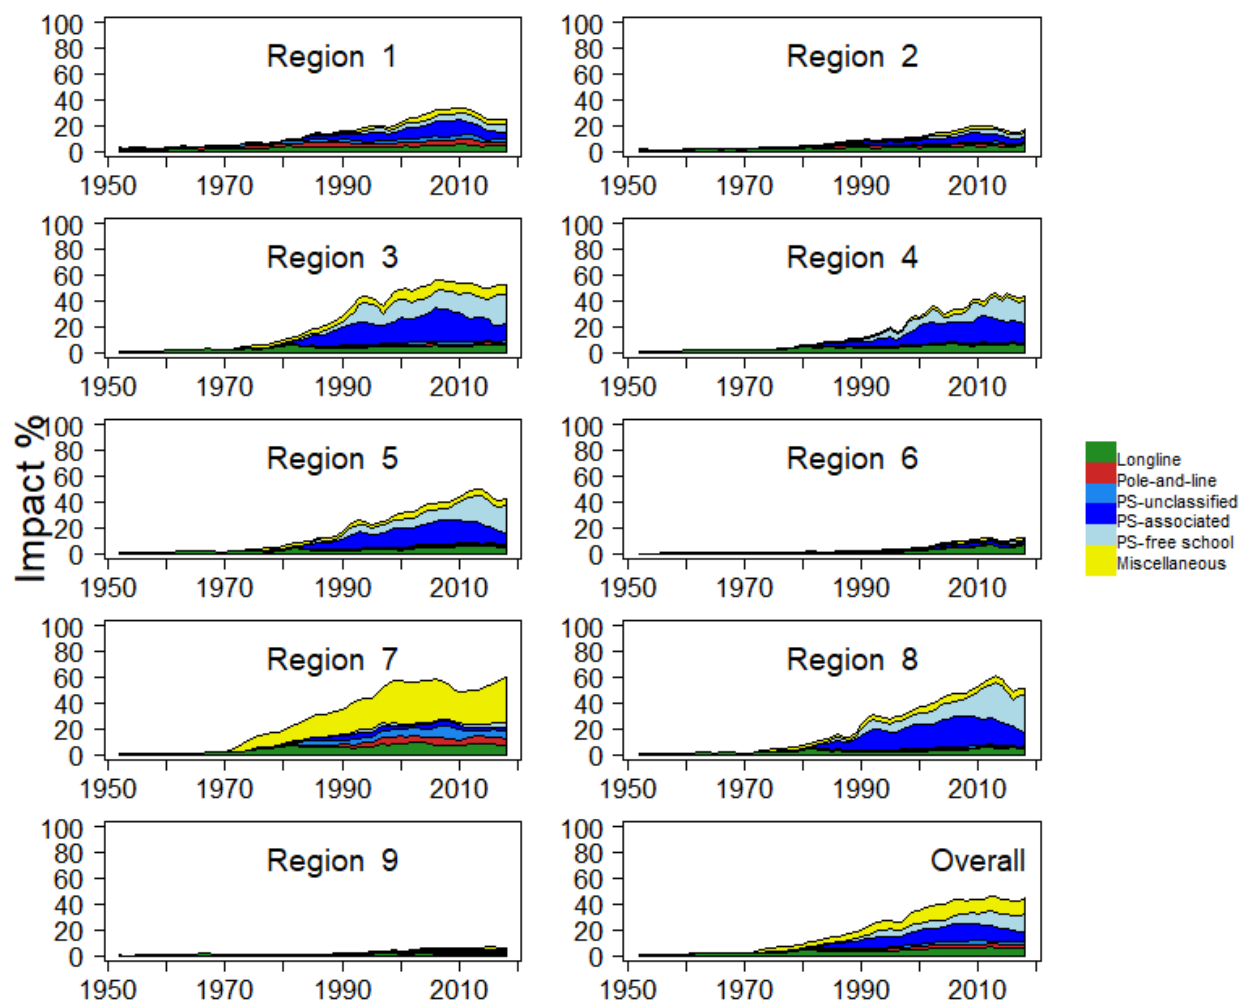 Impact %
Region 1
100
80
60
40
20
0
1950 1970 1990 2010
Region 2
100
80
60
40
20
0
1950 1970 1990 2010
Region 3
100
80
60
40
20
0
1950 1970 1990 2010
Region 4
100
80
60
40
20
0
1950 1970 1990 2010
Region 5
100
80
60
40
20
0
1950 1970 1990 2010
Region 6
100
80
60
40
20
0
1950 1970 1990 2010
Region 7
100
80
60
40
20
0
1950 1970 1990 2010
Region 8
100
80
60
40
20
0
1950 1970 1990 2010
Region 9
100
80
60
40
20
0
1950 1970 1990 2010
Overall
100
80
60
40
20
0
1950 1970 1990 2010
Longline
Pole-and-line
PS-unclassified
PS-associated
PS-free school
Miscellaneous